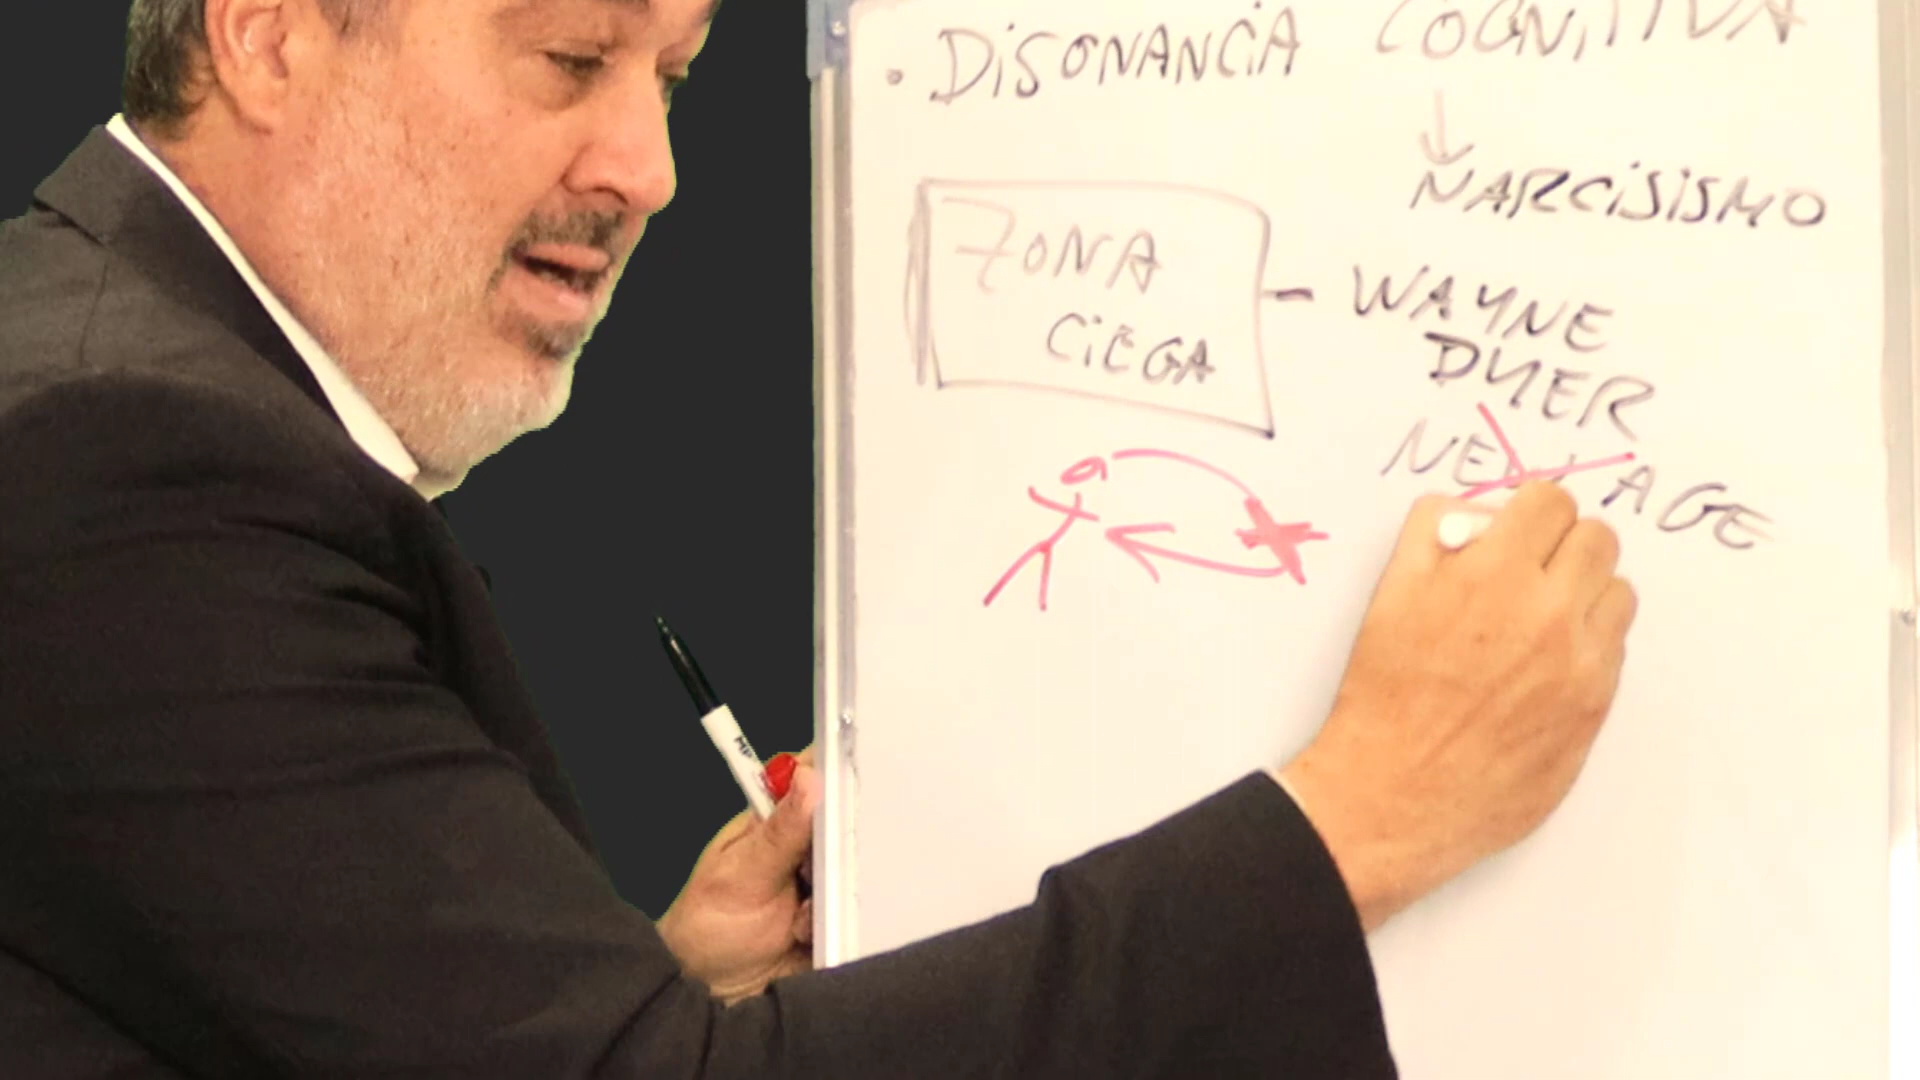 • DISONANCIA COGNITIVA
↓
NARCISISMO
ZONA
CIEGA
— WAYNE
DYER
NEW AGE